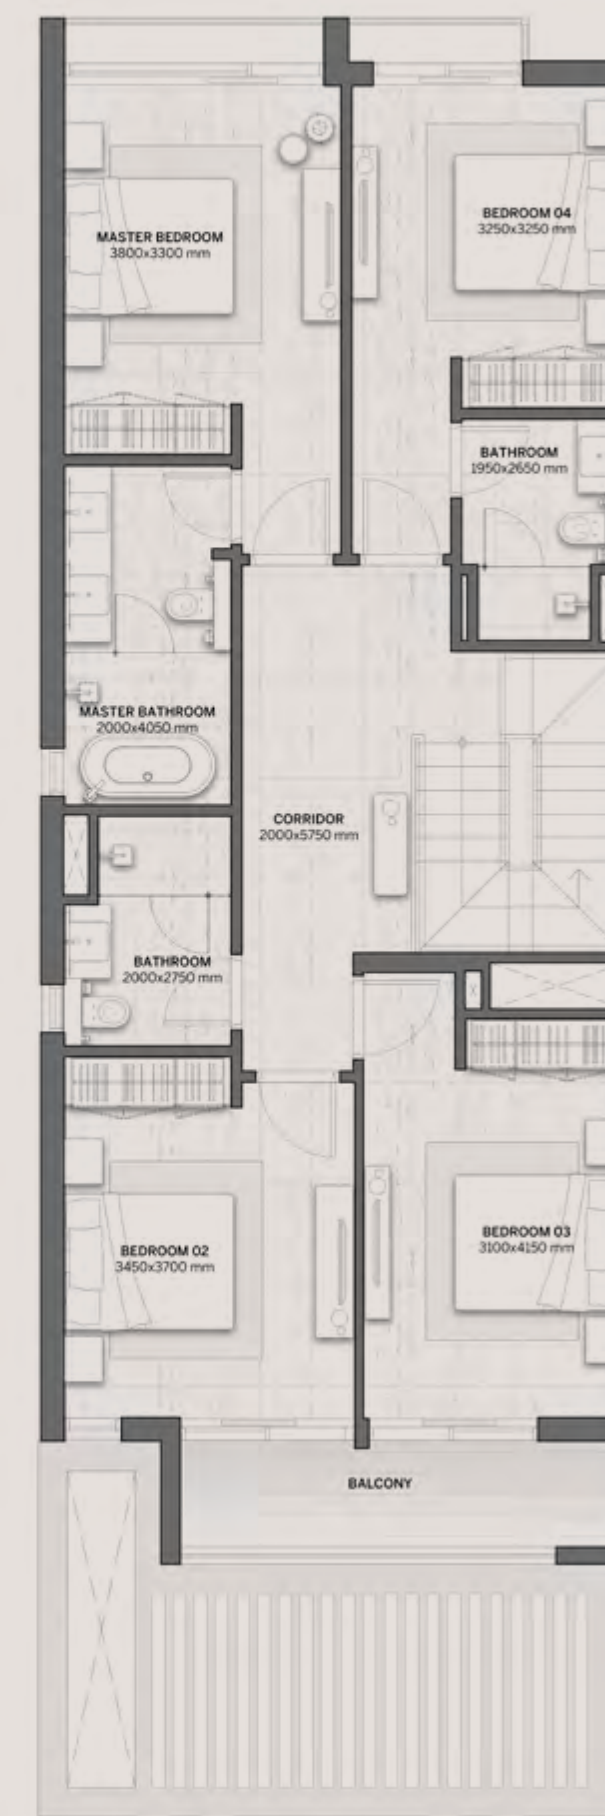 BEDROOM 04
3250x3250 mm
MASTER BEDROOM
3800x3300 mm
BATHROOM
1950x2650 mm
MASTER BATHROOM
2000x4050 mm
CORRIDOR
2000x5750 mm
BATHROOM
2000x2750 mm
BEDROOM 03
3100x4150 mm
BEDROOM 02
3450x3700 mm
BALCONY